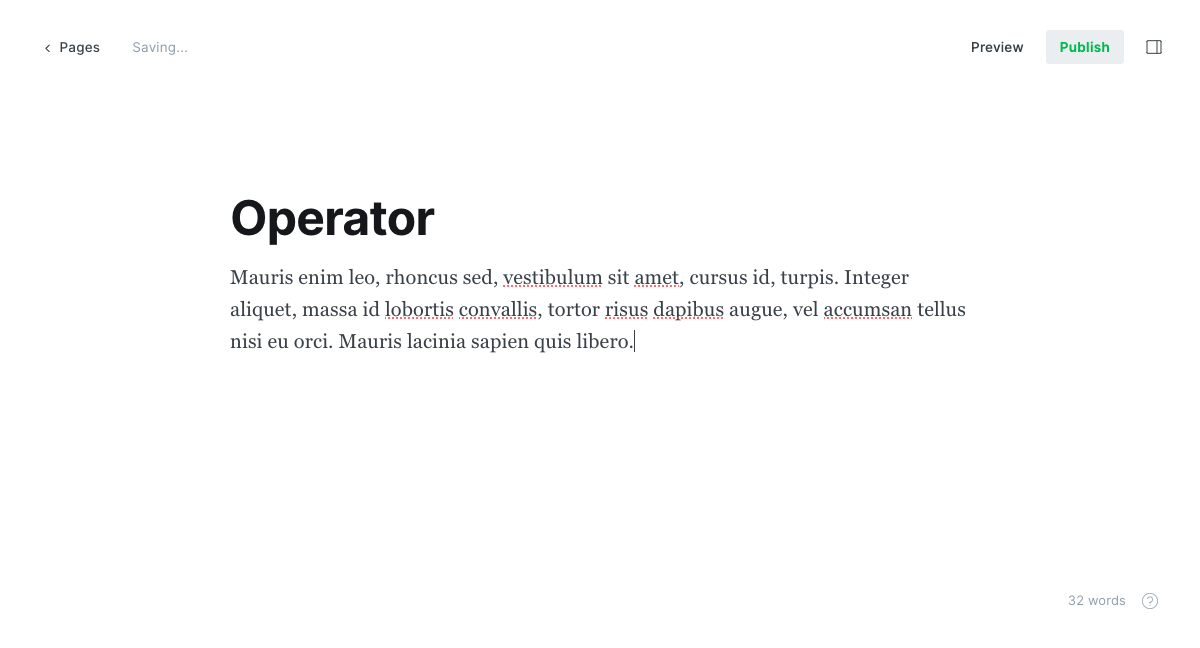 Pages
Saving...
Preview
Publish
Operator
Mauris enim leo, rhoncus sed, vestibulum sit amet, cursus id, turpis. Integer
aliquet, massa id lobortis convallis, tortor risus dapibus augue, vel accumsan tellus
nisi eu orci. Mauris lacinia sapien quis libero.
32 words
?